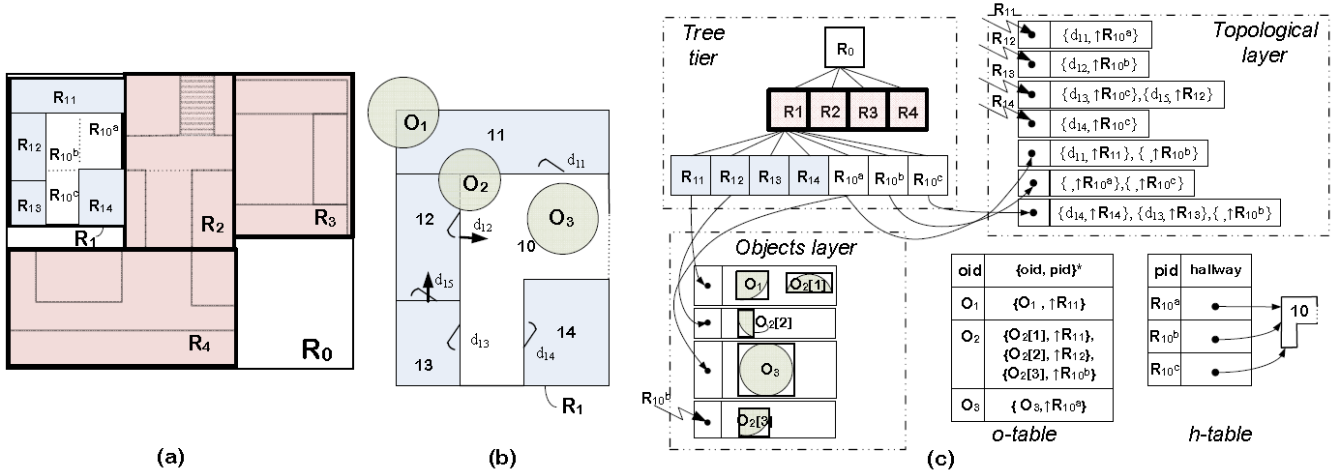 R11
R12
R10a
R10b
R10c
R13
R14
R1
R2
R3
R4
R0
(a)
O1
11
d11
O2
O3
12
d12
10
d15
d13
d14
14
13
R1
(b)
Tree tier
R0
R1 R2 R3 R4
R11 R12 R13 R14 R10a R10b R10c
Topological layer
R11
{d11, ↑R10a}
R12
{d12, ↑R10b}
R13
{d13, ↑R10c},{d15, ↑R12}
R14
{d14, ↑R10c}
{d11, ↑R11}, { ,↑R10b}
{ ,↑R10a},{ ,↑R10c}
{d14, ↑R14}, {d13, ↑R13},{ ,↑R10b}
Objects layer
O1 O2[1]
O2[2]
O3
R10b
O2[3]
oid {oid, pid}*
O1 {O1 , ↑R11}
O2 {O2[1], ↑R11},
{O2[2], ↑R12},
{O2[3], ↑R10b}
O3 { O3,↑R10a}
o-table
pid hallway
R10a
R10b
R10c
10
h-table
(c)